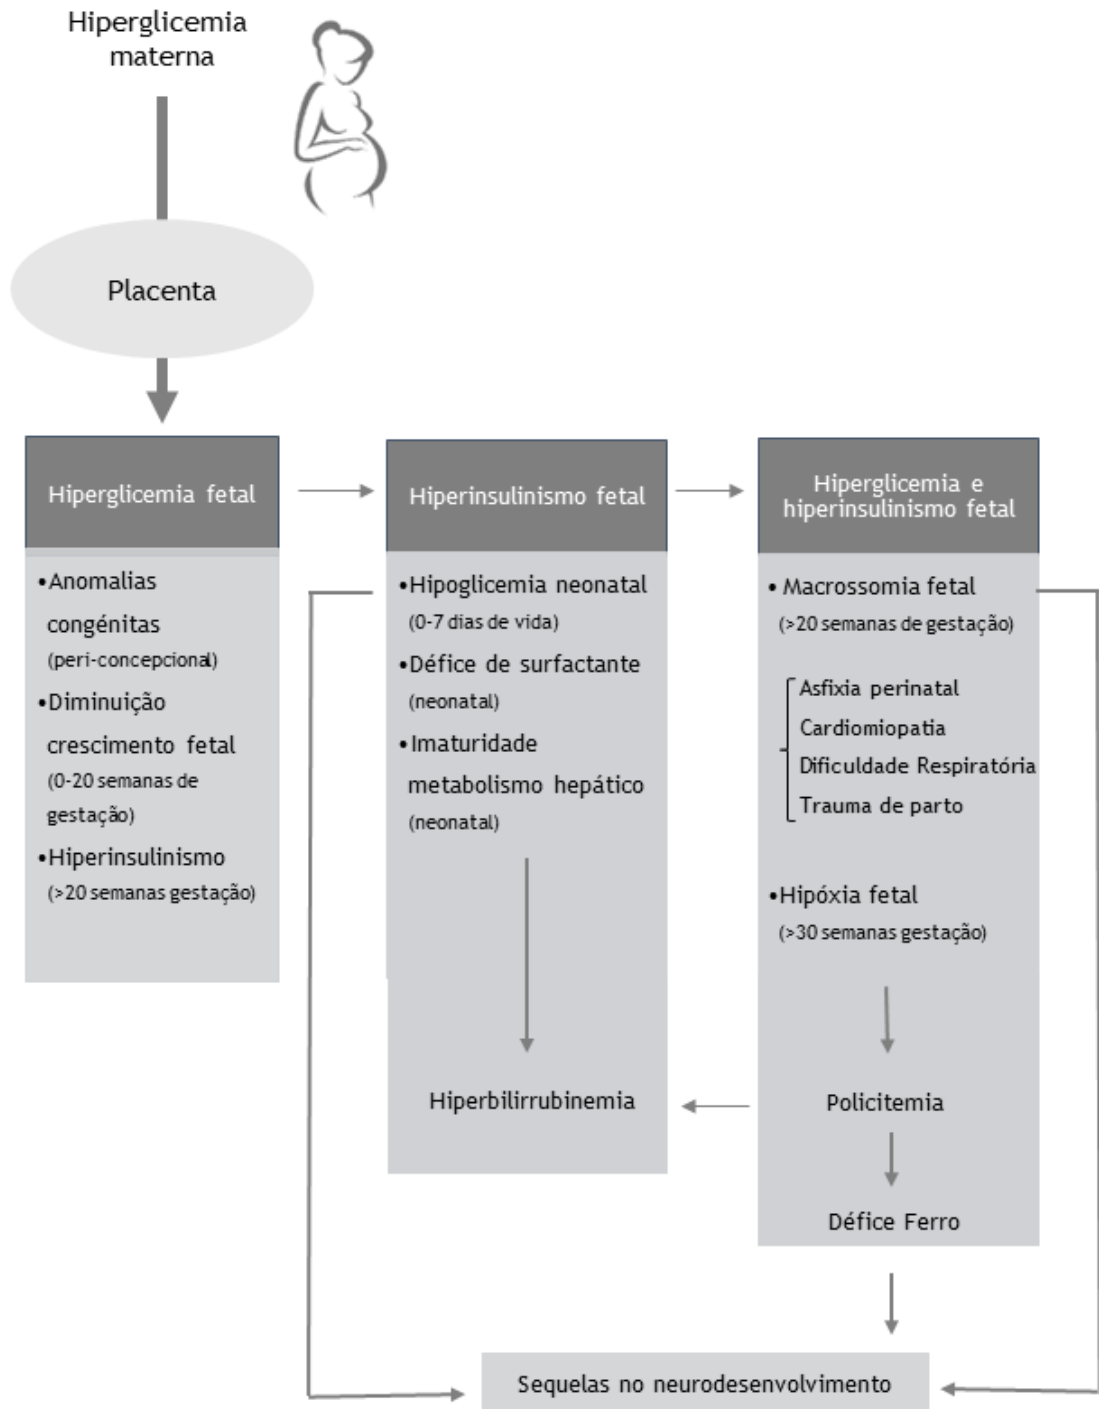 Hiperglicemia
materna
Placenta
Hiperglicemia fetal
•Anomalias
congénitas
(peri-concepcional)
•Diminuição
crescimento fetal
(0-20 semanas de
gestação)
•Hiperinsulinismo
(>20 semanas gestação)
Hiperinsulinismo fetal
•Hipoglicemia neonatal
(0-7 dias de vida)
•Défice de surfactante
(neonatal)
•Imaturidade
metabolismo hepático
(neonatal)
Hiperbilirrubinemia
Hiperglicemia e
hiperinsulinismo fetal
• Macrossomia fetal
(>20 semanas de gestação)
Asfixia perinatal
Cardiomiopatia
Dificuldade Respiratória
Trauma de parto
•Hipóxia fetal
(>30 semanas gestação)
Policitemia
Défice Ferro
Sequelas no neurodesenvolvimento